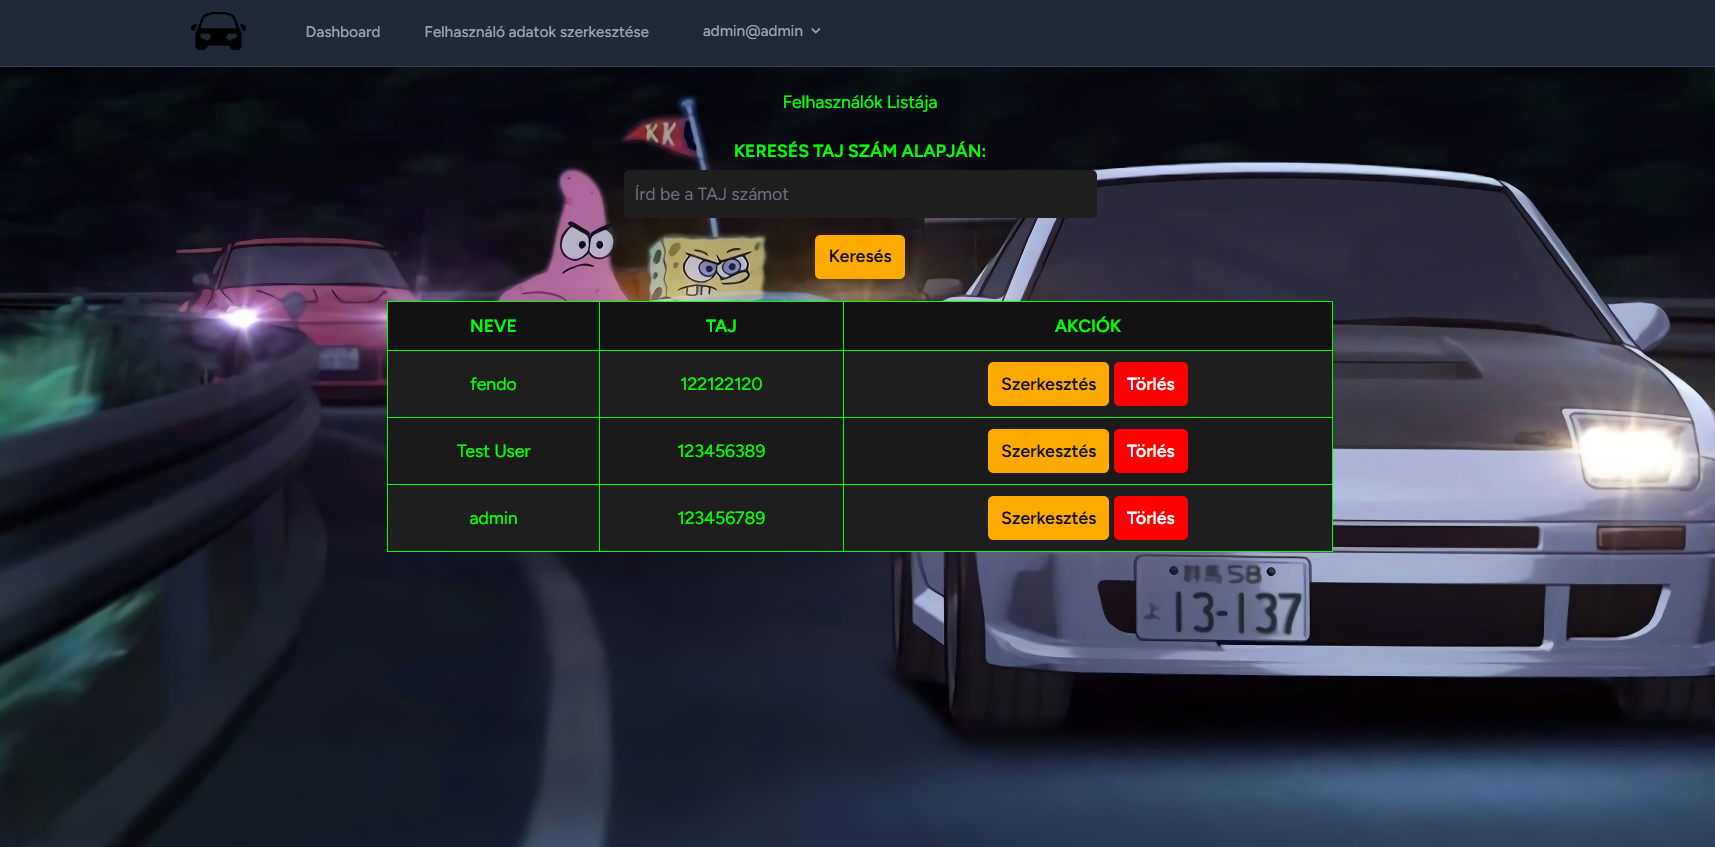 Dashboard
Felhasználó adatok szerkesztése
admin@admin
Felhasználók Listája
KK
KERESÉS TAJ SZÁM ALAPJÁN:
Írd be a TAJ számot
Keresés
NEVE TAJ AKCIÓK
fendo 122122120 Szerkesztés Törlés
Test User 123456389 Szerkesztés Törlés
admin 123456789 Szerkesztés Törlés
群馬58
よ 13-137